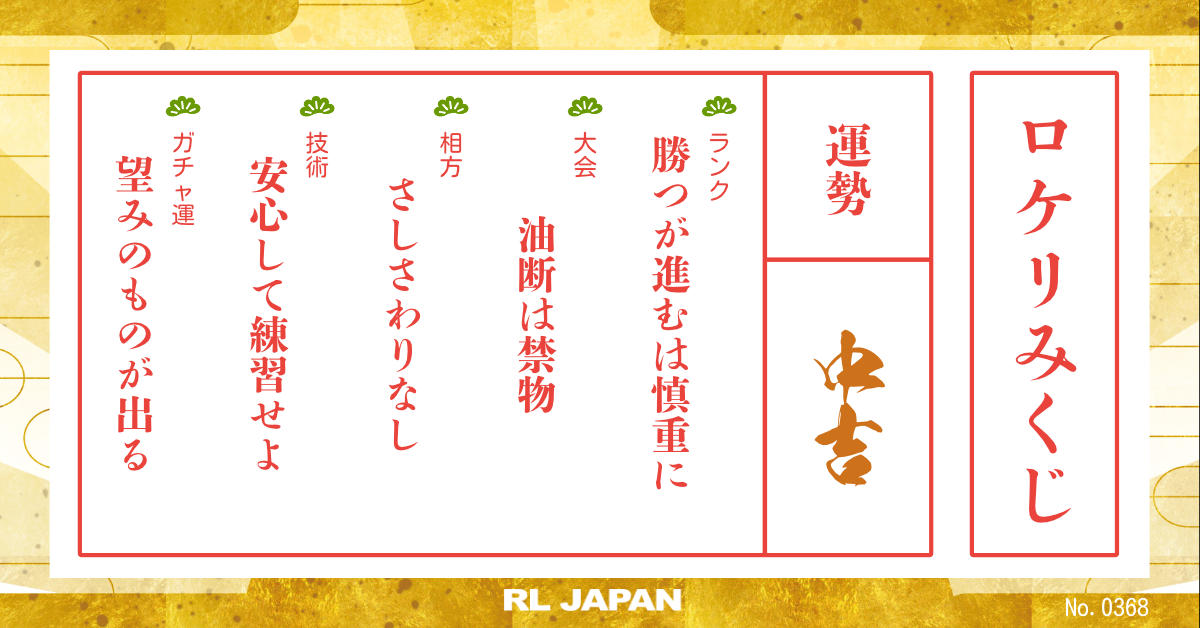 ロケリみくじ
運勢
中吉
ランク
勝つが進むは慎重に
大会
油断は禁物
相方
さしさわりなし
技術
安心して練習せよ
ガチャ運
望みのものが出る
RL JAPAN
No. 0368